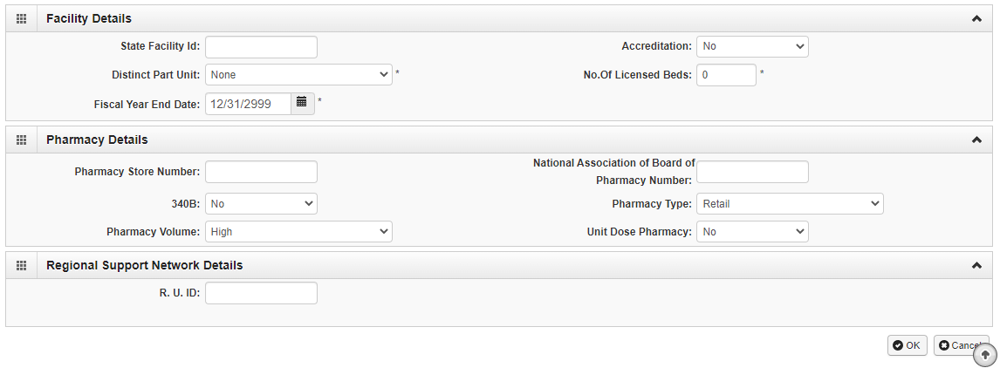 Facility Details
State Facility Id:
Accreditation: No
Distinct Part Unit: None *
No.Of Licensed Beds: 0 *
Fiscal Year End Date: 12/31/2999 *
Pharmacy Details
Pharmacy Store Number:
National Association of Board of
Pharmacy Number:
340B: No
Pharmacy Type: Retail
Pharmacy Volume: High
Unit Dose Pharmacy: No
Regional Support Network Details
R. U. ID:
OK
Cancel